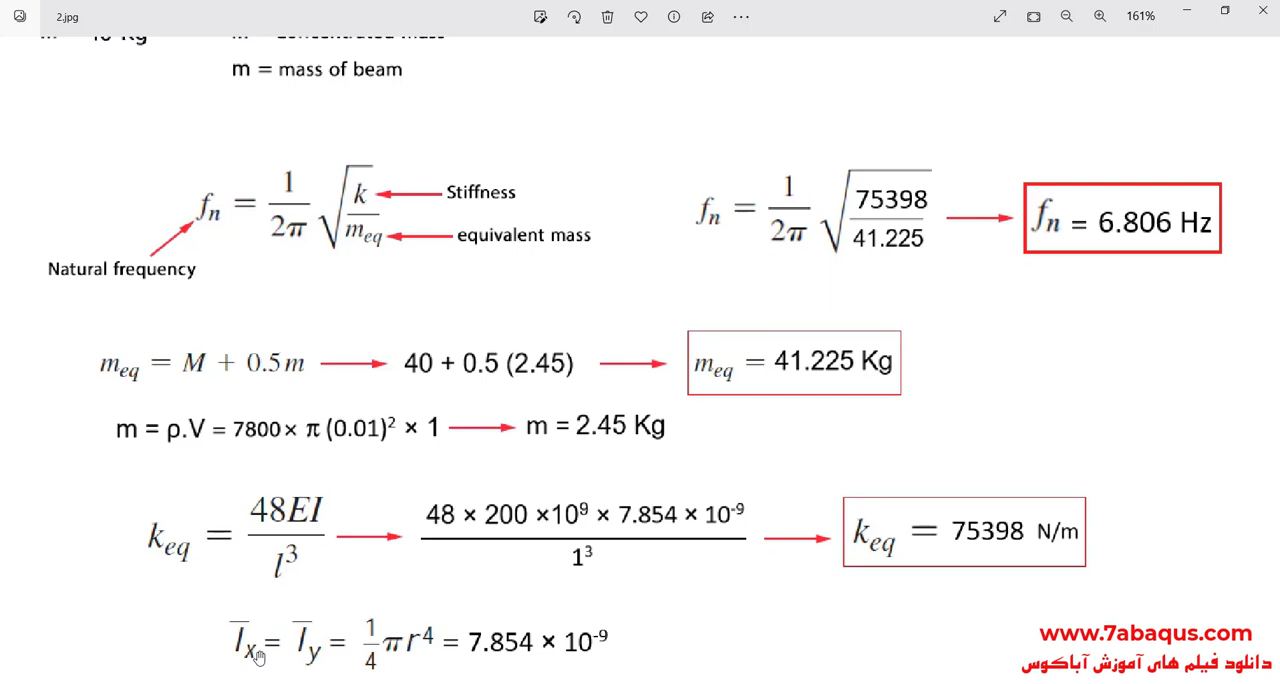 2.jpg
161%
m = mass of beam
fn = 1/2π √(k/meq)
Stiffness
equivalent mass
Natural frequency
fn = 1/2π √(75398/41.225)
fn = 6.806 Hz
meq = M + 0.5m
40 + 0.5 (2.45)
meq = 41.225 Kg
m = ρ.V = 7800 × π (0.01)² × 1
m = 2.45 Kg
keq = 48EI/l³
48 × 200 ×10⁹ × 7.854 × 10⁻⁹ / 1³
keq = 75398 N/m
I̅x = I̅y = 1/4 πr⁴ = 7.854 × 10⁻⁹
www.7abaqus.com
دانلود فیلم های آموزش آباکوس